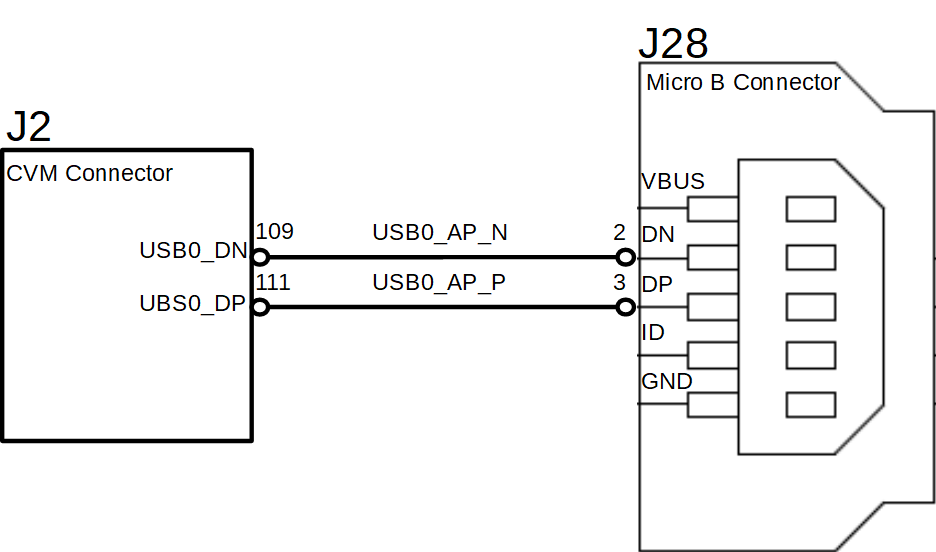 J28
Micro B Connector
J2
CVM Connector
VBUS
109
USB0_AP_N
2
DN
USB0_DN
111
USB0_AP_P
3
DP
UBS0_DP
ID
GND